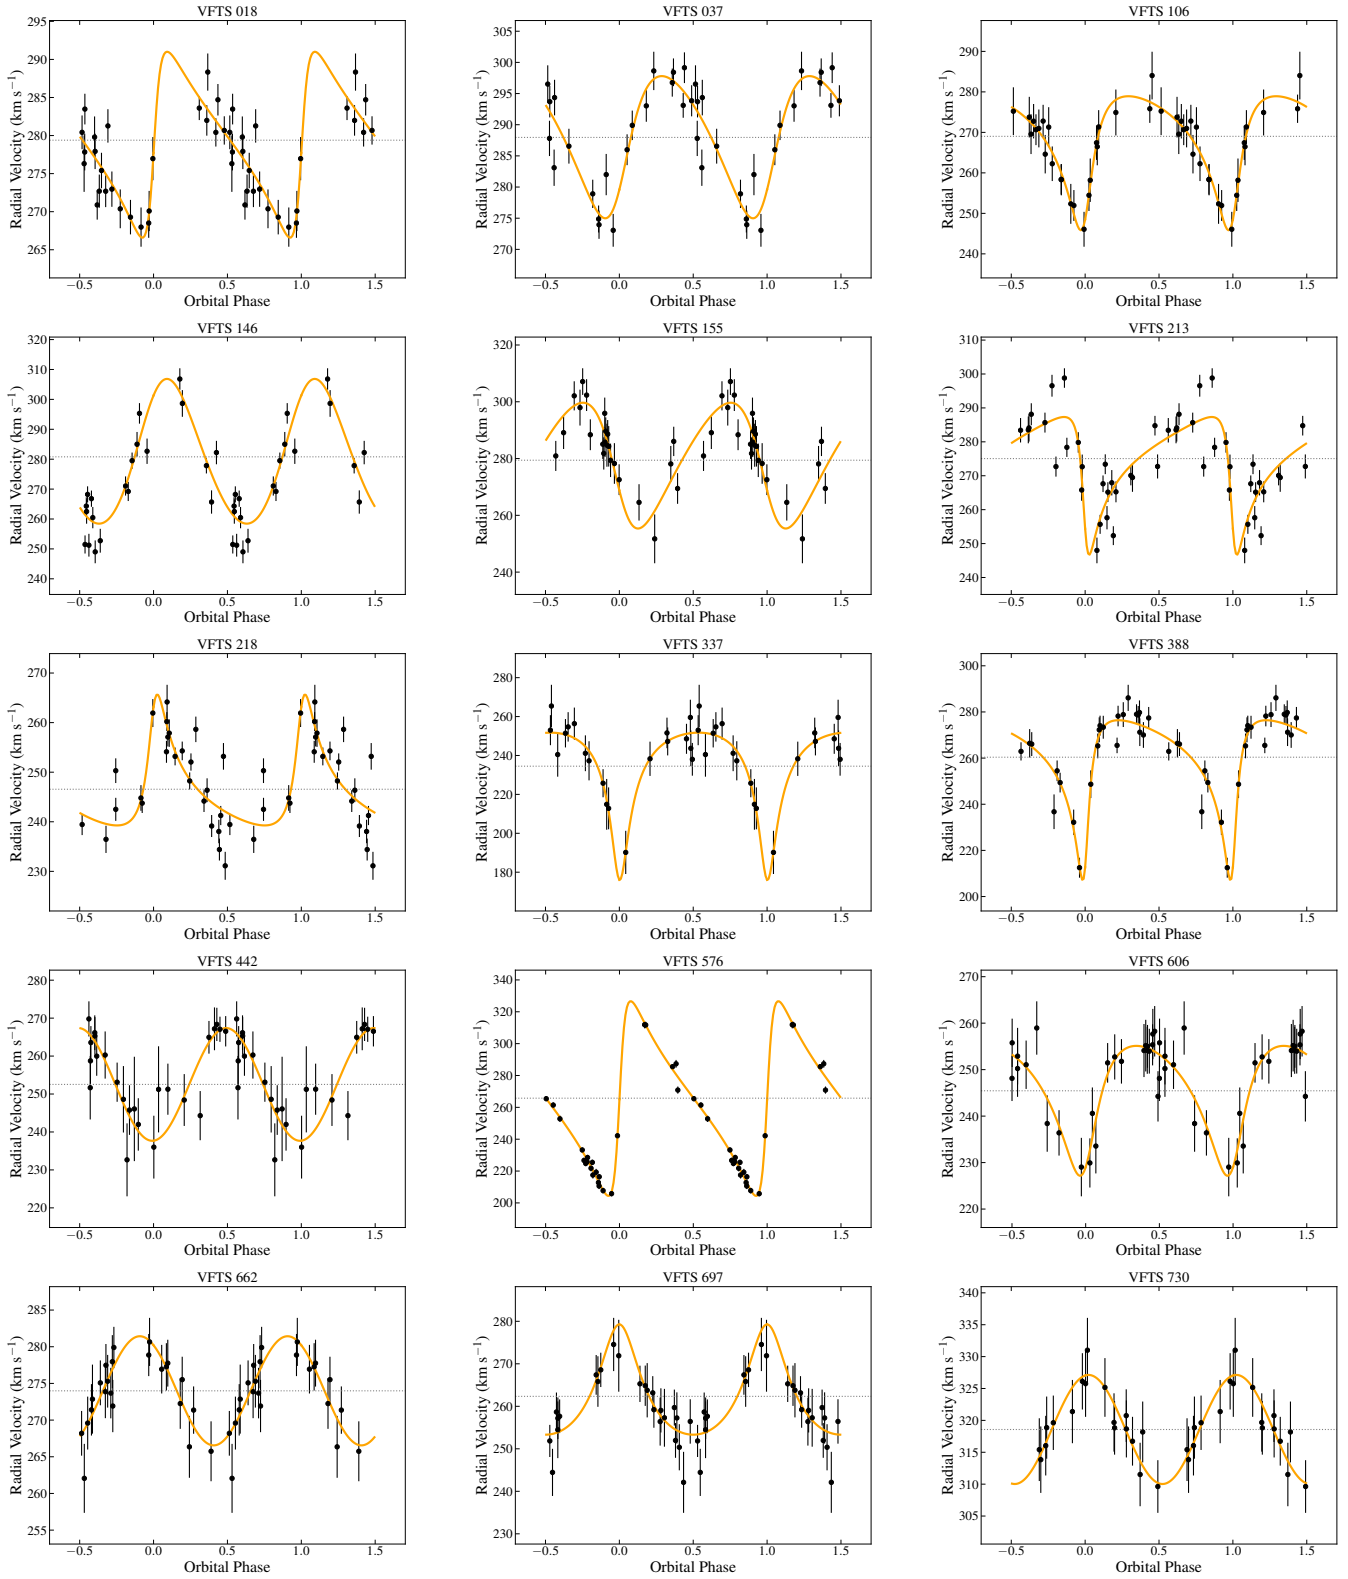 VFTS 018 VFTS 037 VFTS 106
295 290 285 280 275 270 265
305 300 295 290 285 280 275 270
290 280 270 260 250 240
Radial Velocity (km s⁻¹) Radial Velocity (km s⁻¹) Radial Velocity (km s⁻¹)
−0.5 0.0 0.5 1.0 1.5 −0.5 0.0 0.5 1.0 1.5 −0.5 0.0 0.5 1.0 1.5
Orbital Phase Orbital Phase Orbital Phase
VFTS 146 VFTS 155 VFTS 213
320 310 300 290 280 270 260 250 240
320 300 280 260 240
310 300 290 280 270 260 250 240
Radial Velocity (km s⁻¹) Radial Velocity (km s⁻¹) Radial Velocity (km s⁻¹)
−0.5 0.0 0.5 1.0 1.5 −0.5 0.0 0.5 1.0 1.5 −0.5 0.0 0.5 1.0 1.5
Orbital Phase Orbital Phase Orbital Phase
VFTS 218 VFTS 337 VFTS 388
270 260 250 240 230
280 260 240 220 200 180
300 280 260 240 220 200
Radial Velocity (km s⁻¹) Radial Velocity (km s⁻¹) Radial Velocity (km s⁻¹)
−0.5 0.0 0.5 1.0 1.5 −0.5 0.0 0.5 1.0 1.5 −0.5 0.0 0.5 1.0 1.5
Orbital Phase Orbital Phase Orbital Phase
VFTS 442 VFTS 576 VFTS 606
280 270 260 250 240 230 220
340 320 300 280 260 240 220 200
270 260 250 240 230 220
Radial Velocity (km s⁻¹) Radial Velocity (km s⁻¹) Radial Velocity (km s⁻¹)
−0.5 0.0 0.5 1.0 1.5 −0.5 0.0 0.5 1.0 1.5 −0.5 0.0 0.5 1.0 1.5
Orbital Phase Orbital Phase Orbital Phase
VFTS 662 VFTS 697 VFTS 730
285 280 275 270 265 260 255
280 270 260 250 240 230
340 335 330 325 320 315 310 305
Radial Velocity (km s⁻¹) Radial Velocity (km s⁻¹) Radial Velocity (km s⁻¹)
−0.5 0.0 0.5 1.0 1.5 −0.5 0.0 0.5 1.0 1.5 −0.5 0.0 0.5 1.0 1.5
Orbital Phase Orbital Phase Orbital Phase